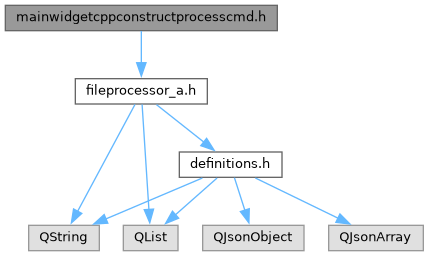 mainwidgetcppconstructprocesscmd.h
fileprocessor_a.h
definitions.h
QString
QList
QJsonObject
QJsonArray